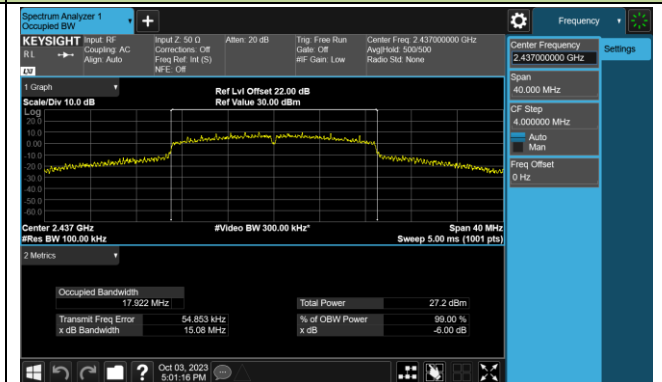 Spectrum Analyzer 1
Occupied BW
Frequency
KEYSIGHT
RL
LXI
Input: RF
Coupling: AC
Align: Auto
Input Z: 50 Ω
Corrections: Off
Freq Ref: Int (S)
NFE: Off
Atten: 20 dB
Trig: Free Run
Gate: Off
#IF Gain: Low
Center Freq: 2.437000000 GHz
Avg|Hold: 500/500
Radio Std: None
Center Frequency
2.437000000 GHz
Settings
Span
40.000 MHz
CF Step
4.000000 MHz
Auto
Man
Freq Offset
0 Hz
1 Graph
Scale/Div 10.0 dB
Ref Lvl Offset 22.00 dB
Ref Value 30.00 dBm
Log
20.0
10.0
0.00
-10.0
-20.0
-30.0
-40.0
-50.0
-60.0
Center 2.437 GHz
#Video BW 300.00 kHz*
Span 40 MHz
#Res BW 100.00 kHz
Sweep 5.00 ms (1001 pts)
2 Metrics
Occupied Bandwidth
17.922 MHz
Total Power 27.2 dBm
Transmit Freq Error 54.853 kHz
% of OBW Power 99.00 %
x dB Bandwidth 15.08 MHz
x dB -6.00 dB
?
Oct 03, 2023
5:01:16 PM